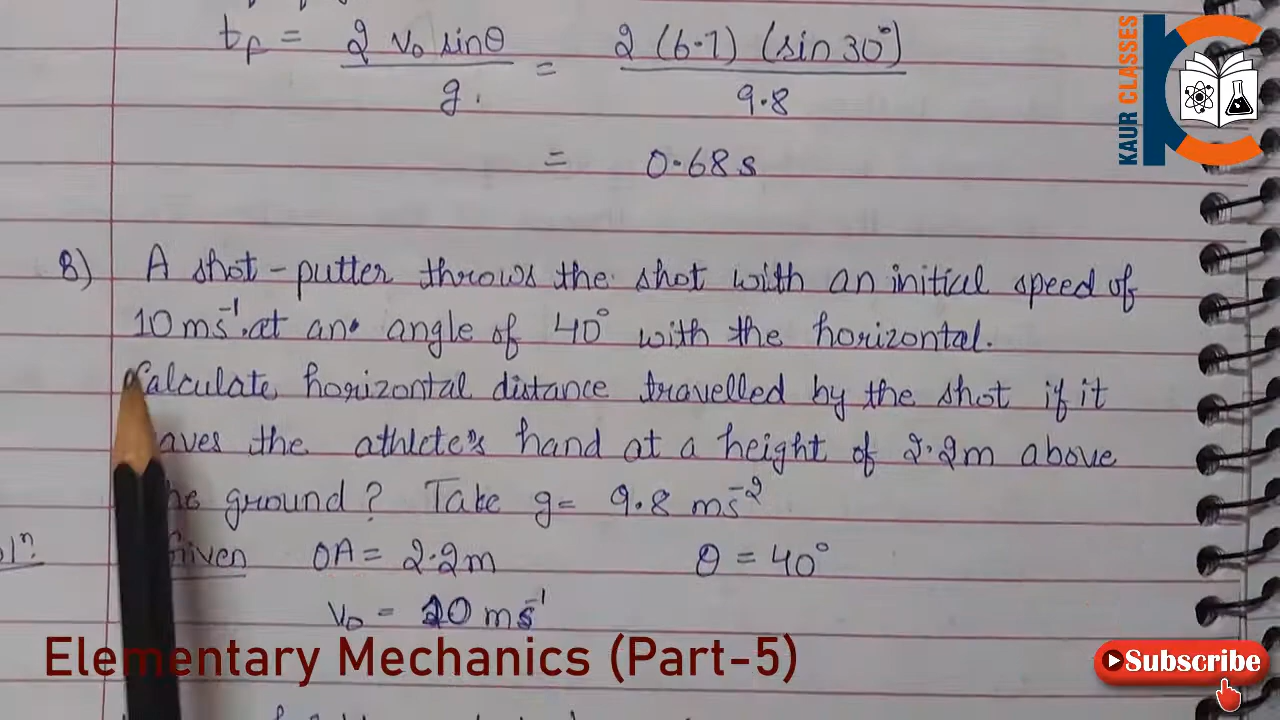 t_f = 2 v₀ sinθ / g. = 2 (6.7) (sin 30°) / 9.8
= 0.68 s
8) A shot-putter throws the shot with an initial speed of
10 ms⁻¹. at an angle of 40° with the horizontal.
Calculate horizontal distance travelled by the shot if it
the athlete's hand at a height of 2.2m above
ground? Take g = 9.8 ms⁻²
Given OA = 2.2m θ = 40°
v₀ = 10 ms⁻¹
KAUR CLASSES
Elementary Mechanics (Part-5)
Subscribe